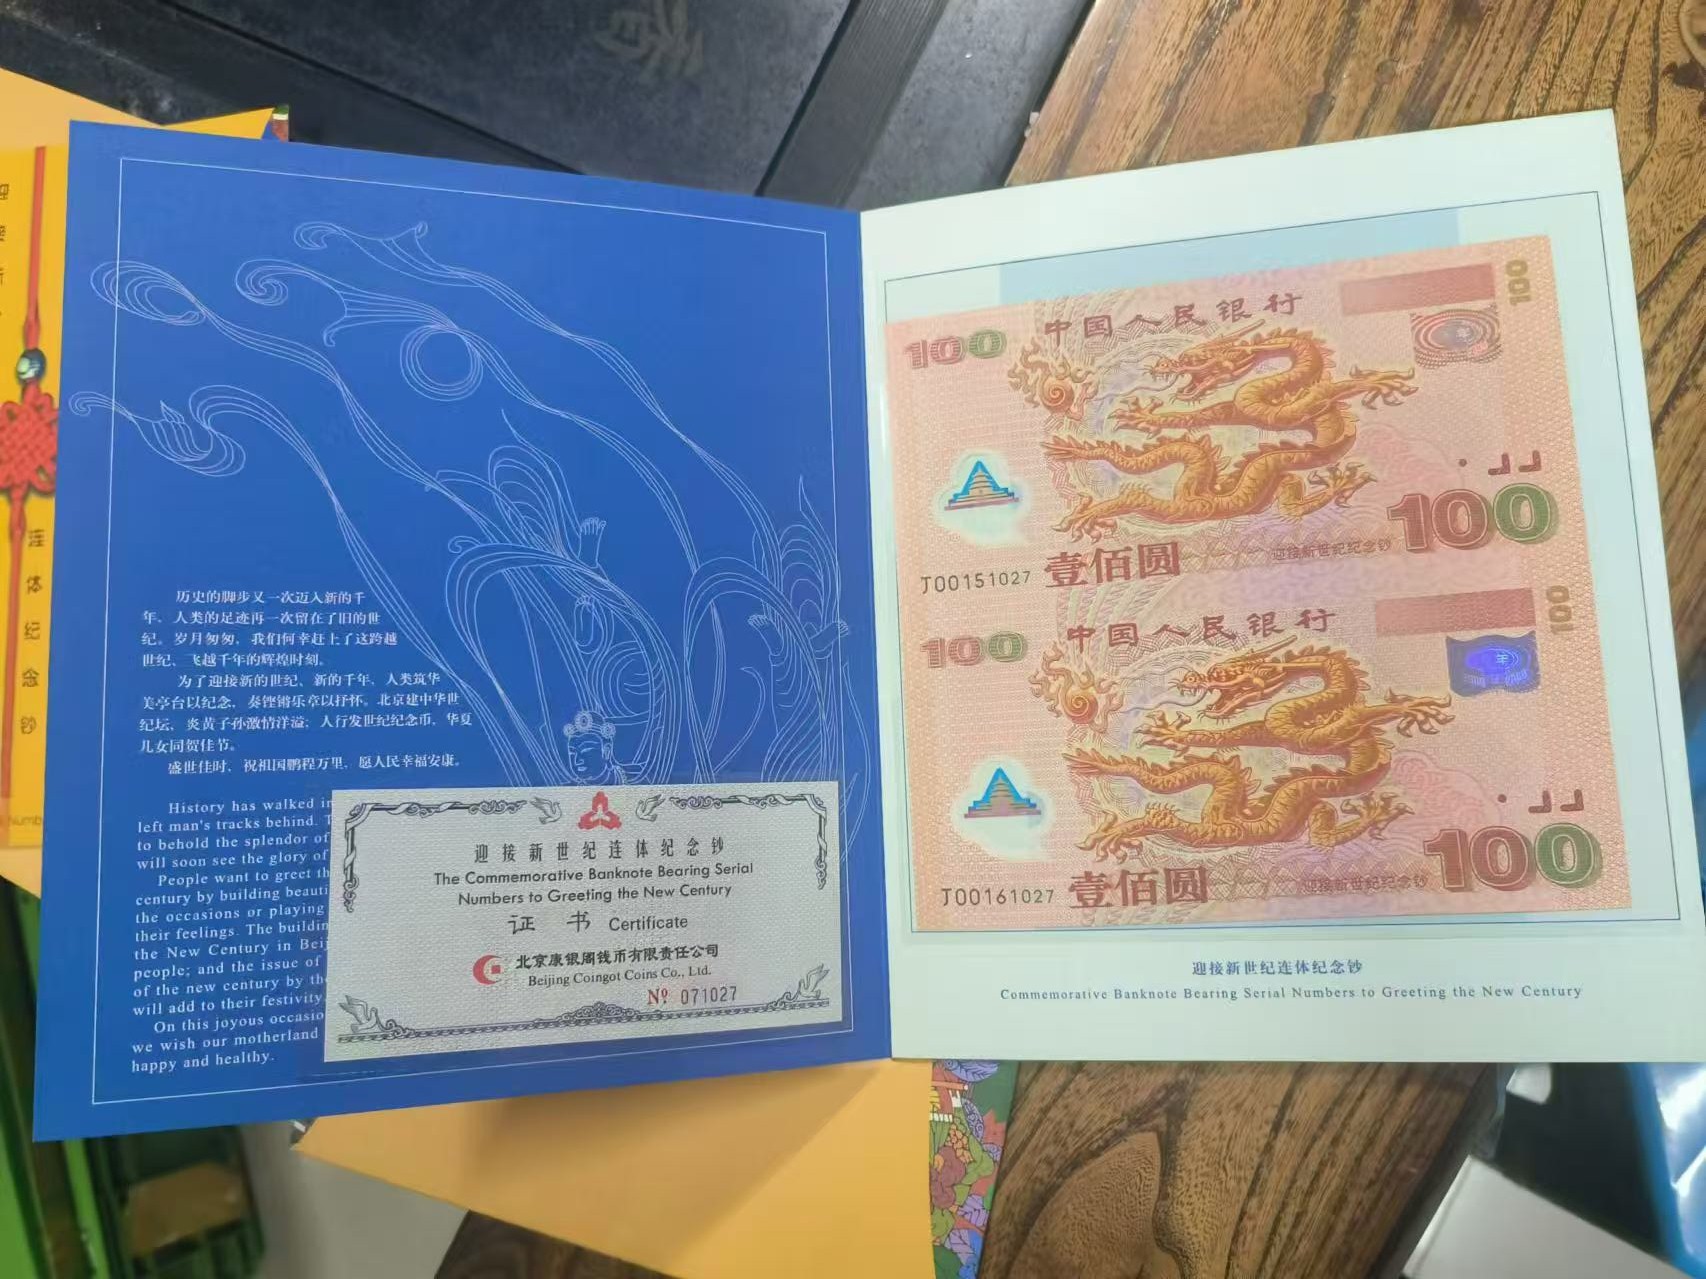 历史的脚步又一次迈入新的千
年、人类的足迹再一次留在了旧的世
纪。岁月匆匆，我们何幸赶上了这跨越
世纪、飞越千年的辉煌时刻。
为了迎接新的世纪、新的千年，人类筑华
美亭台以纪念，奏铿锵乐章以抒怀。北京建中华世
纪坛，炎黄子孙激情洋溢；人行发世纪纪念币，华夏
儿女同贺佳节。
盛世佳时，祝祖国鹏程万里，愿人民幸福安康。
History has walked in
left man's tracks behind.
to behold the splendor of
will soon see the glory of
People want to greet th
century by building beauti
the occasions or playing
their feelings. The buildin
the New Century in Beij
people; and the issue of
of the new century by th
will add to their festivity
On this joyous occasio
we wish our motherland
happy and healthy.
迎接新世纪连体纪念钞
The Commemorative Banknote Bearing Serial
Numbers to Greeting the New Century
证 书 Certificate
北京康银阁钱币有限责任公司
Beijing Coingot Coins Co., Ltd.
Nº 071027
100
中国人民银行
100
年
100
迎接新世纪纪念钞
J00151027
壹佰圆
100
中国人民银行
100
年
100
迎接新世纪纪念钞
J00161027
壹佰圆
迎接新世纪连体纪念钞
Commemorative Banknote Bearing Serial Numbers to Greeting the New Century
体纪念钞